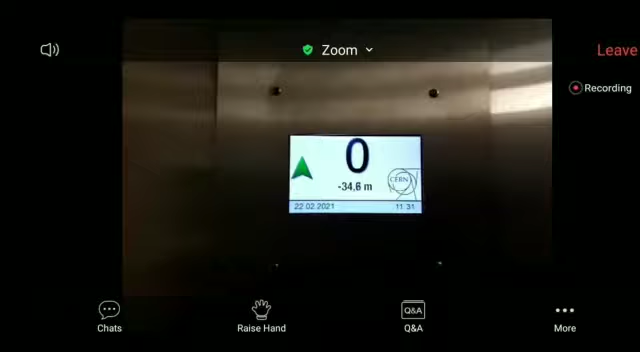 Zoom
Leave
Recording
0
-34,6 m
CERN
22.02.2021 11 31
Chats
Raise Hand
Q&A
Q&A
More